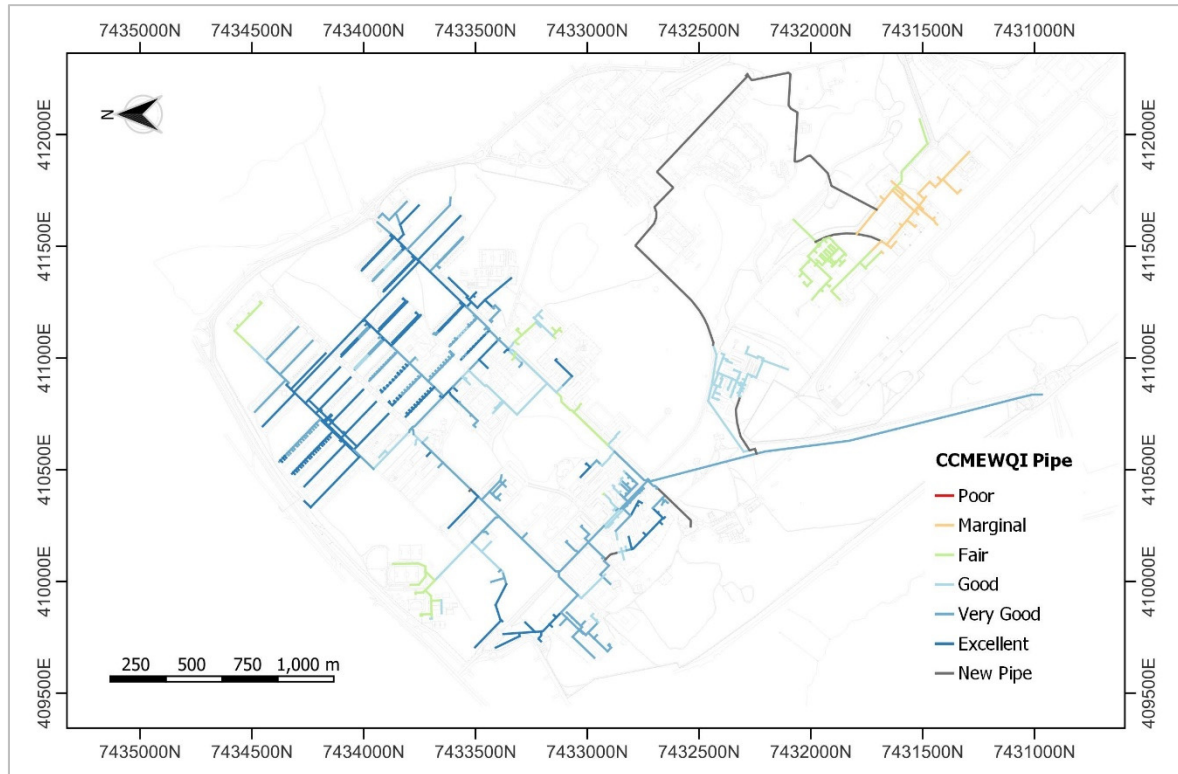 7435000N 7434500N 7434000N 7433500N 7433000N 7432500N 7432000N 7431500N 7431000N
412000E
411500E
411000E
410500E
410000E
409500E
N
412000E
411500E
411000E
410500E
410000E
409500E
CCMEWQI Pipe
Poor
Marginal
Fair
Good
Very Good
Excellent
New Pipe
250 500 750 1,000 m
7435000N 7434500N 7434000N 7433500N 7433000N 7432500N 7432000N 7431500N 7431000N